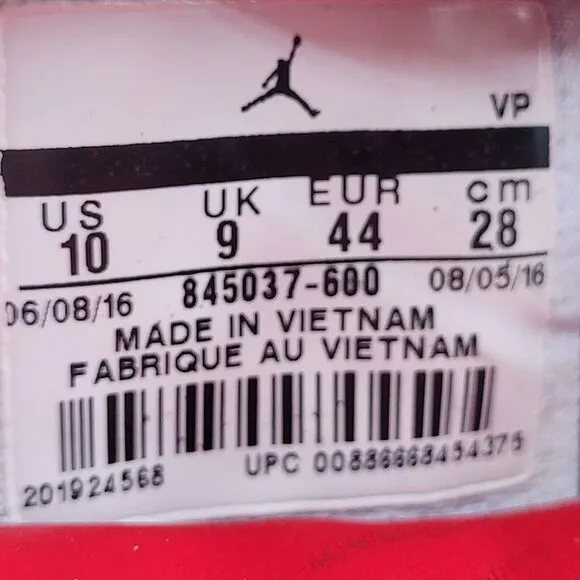 VP
US UK EUR cm
10 9 44 28
06/08/16 845037-600 08/05/16
MADE IN VIETNAM
FABRIQUE AU VIETNAM
201924568 UPC 00886668454375